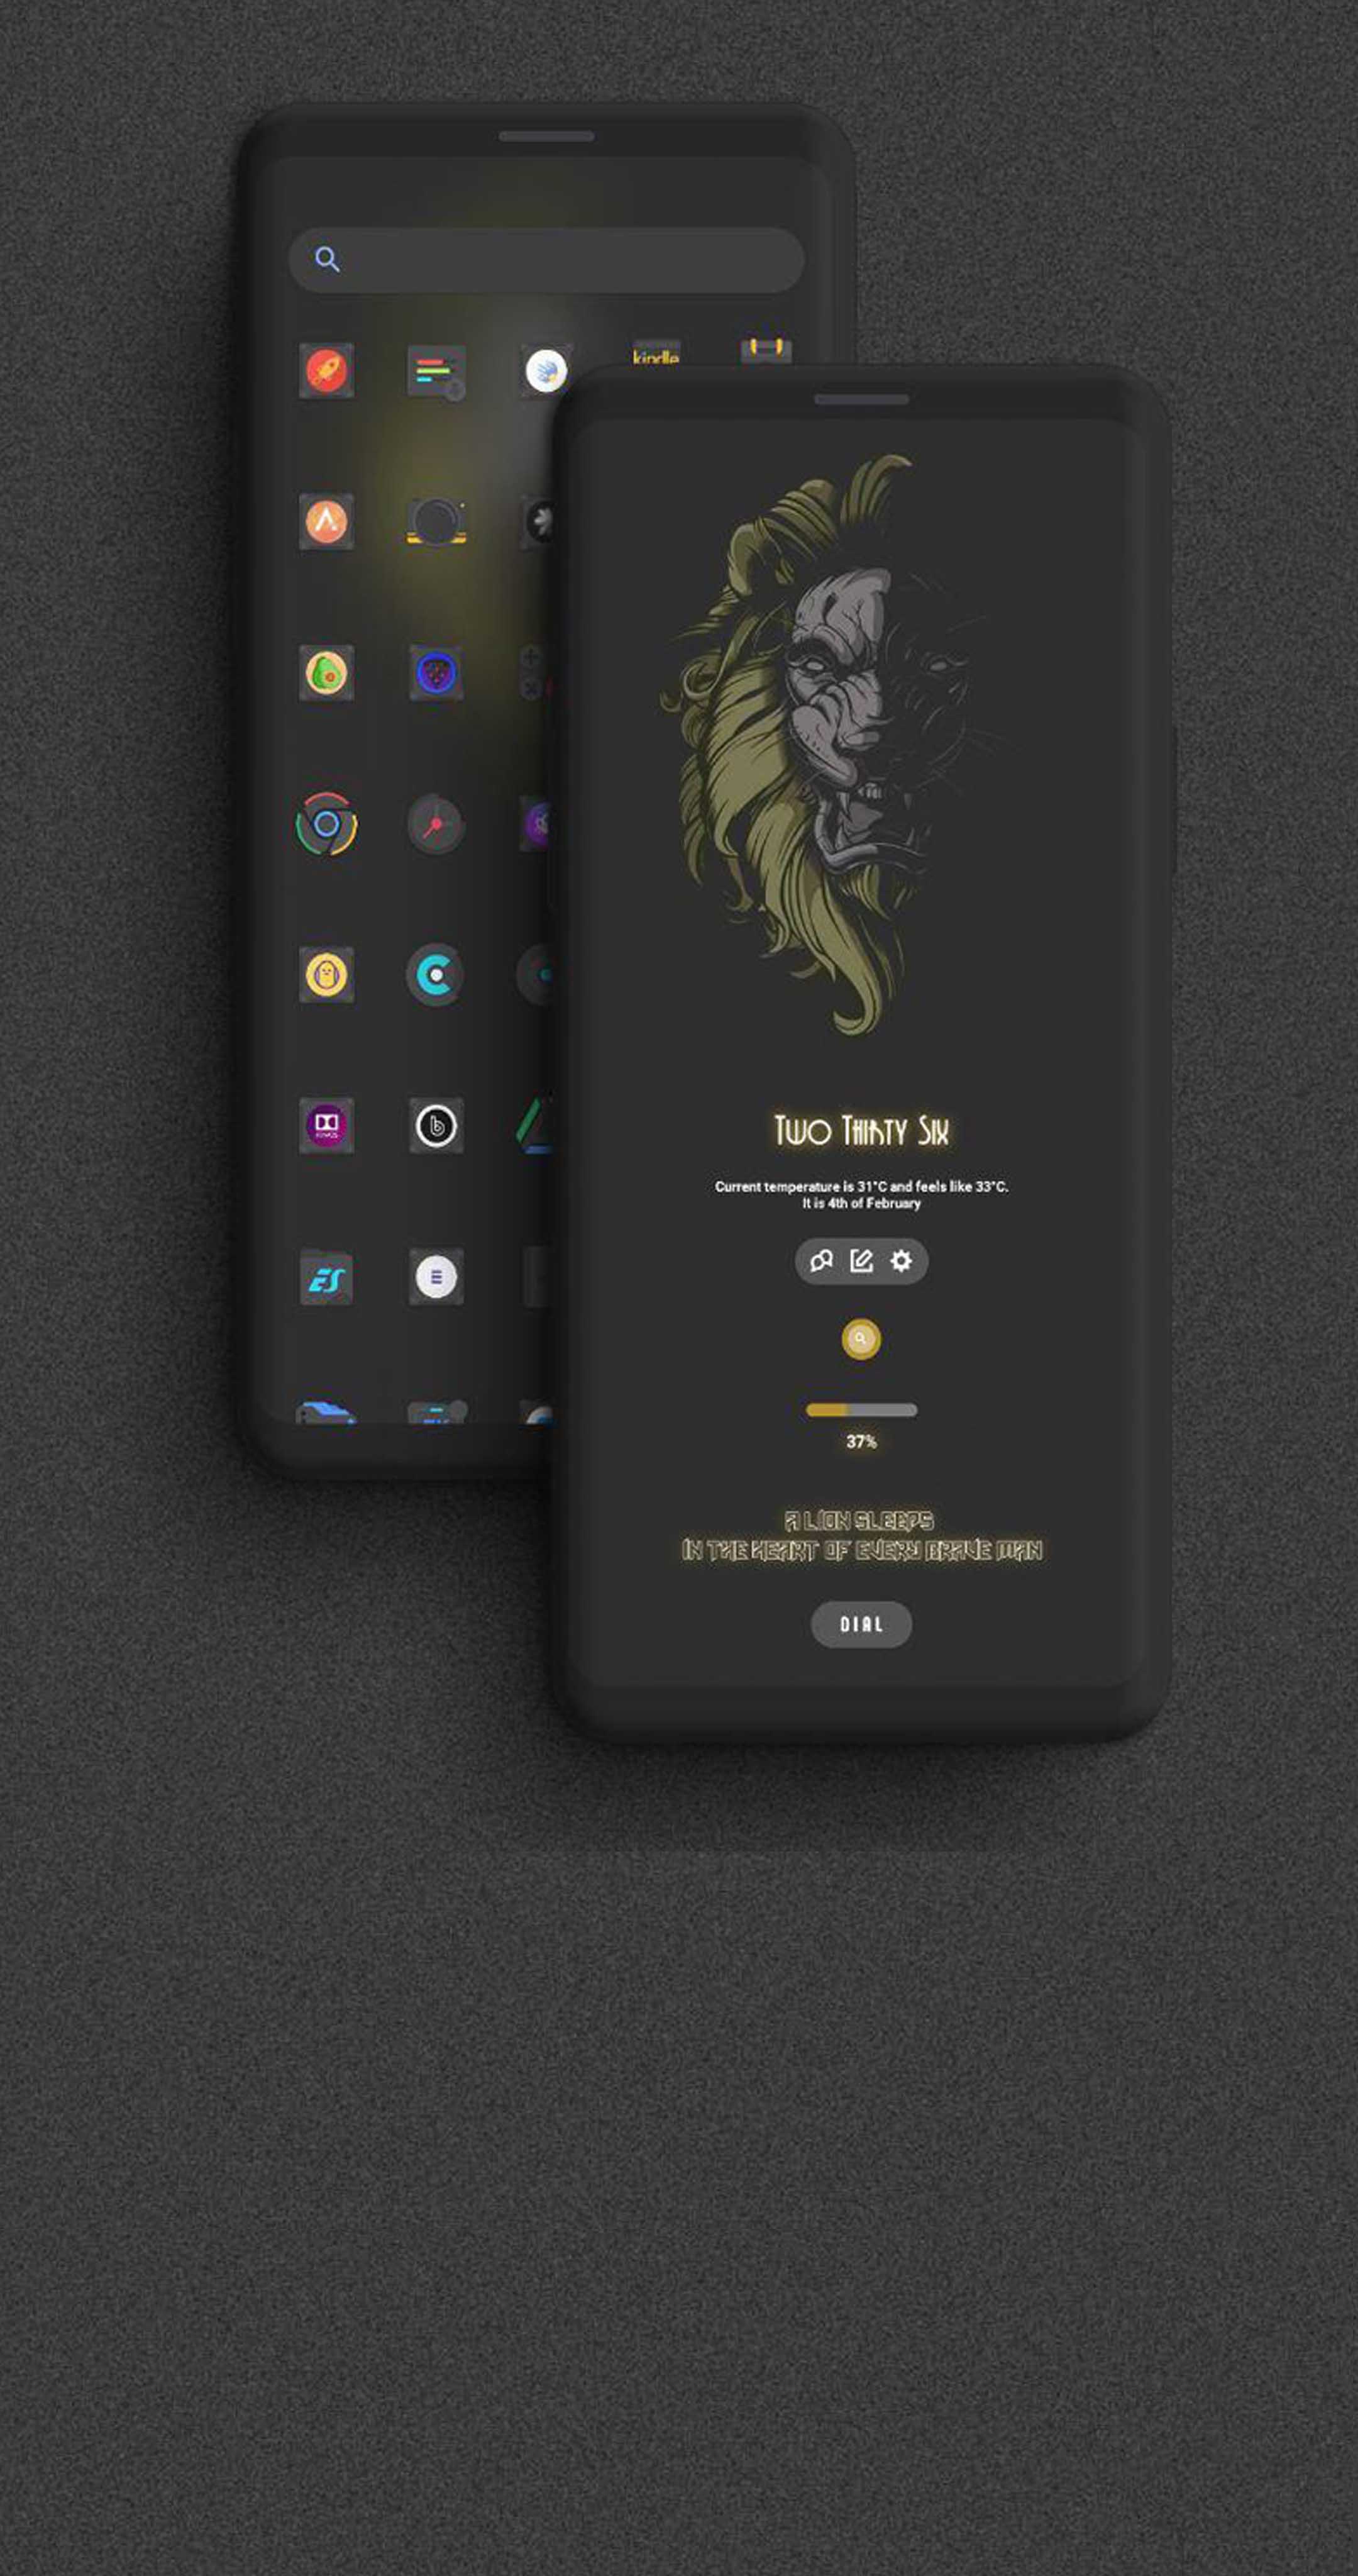 kindle
ES
Two Thirty Six
Current temperature is 31°C and feels like 33°C.
It is 4th of February
37%
A LION SLEEPS
IN THE HEART OF EVERY BRAVE MAN
DIAL